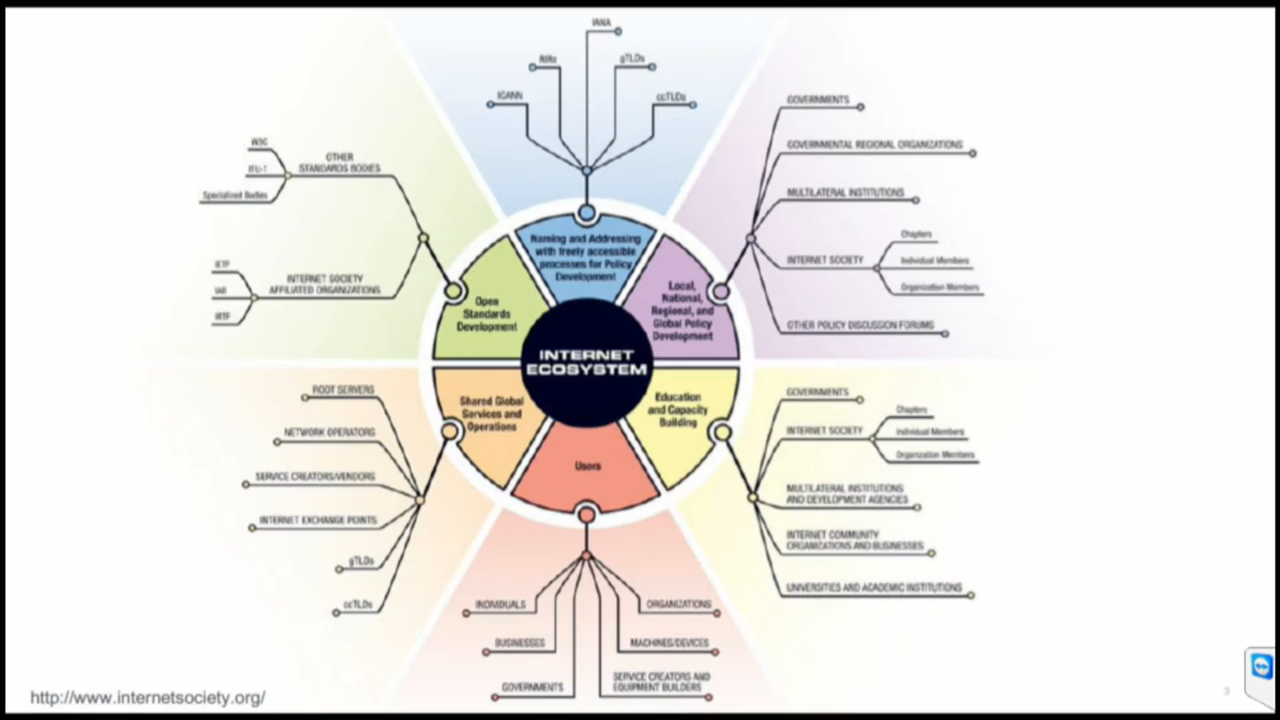 IANA
RIRs
gTLDs
ICANN
ccTLDs
W3C
OTHER
STANDARDS BODIES
ITU-T
Specialized Bodies
IETF
INTERNET SOCIETY
AFFILIATED ORGANIZATIONS
IAB
IRTF
GOVERNMENTS
GOVERNMENTAL REGIONAL ORGANIZATIONS
MULTILATERAL INSTITUTIONS
INTERNET SOCIETY
Chapters
Individual Members
Organization Members
OTHER POLICY DISCUSSION FORUMS
Naming and Addressing
with freely accessible
processes for Policy
Development
Open
Standards
Development
Local,
National,
Regional, and
Global Policy
Development
INTERNET
ECOSYSTEM
Shared Global
Services and
Operations
Education
and Capacity
Building
Users
ROOT SERVERS
NETWORK OPERATORS
SERVICE CREATORS/VENDORS
INTERNET EXCHANGE POINTS
gTLDs
ccTLDs
GOVERNMENTS
INTERNET SOCIETY
Chapters
Individual Members
Organization Members
MULTILATERAL INSTITUTIONS
AND DEVELOPMENT AGENCIES
INTERNET COMMUNITY
ORGANIZATIONS AND BUSINESSES
UNIVERSITIES AND ACADEMIC INSTITUTIONS
INDIVIDUALS
ORGANIZATIONS
BUSINESSES
MACHINES/DEVICES
GOVERNMENTS
SERVICE CREATORS AND
EQUIPMENT BUILDERS
http://www.internetsociety.org/
3